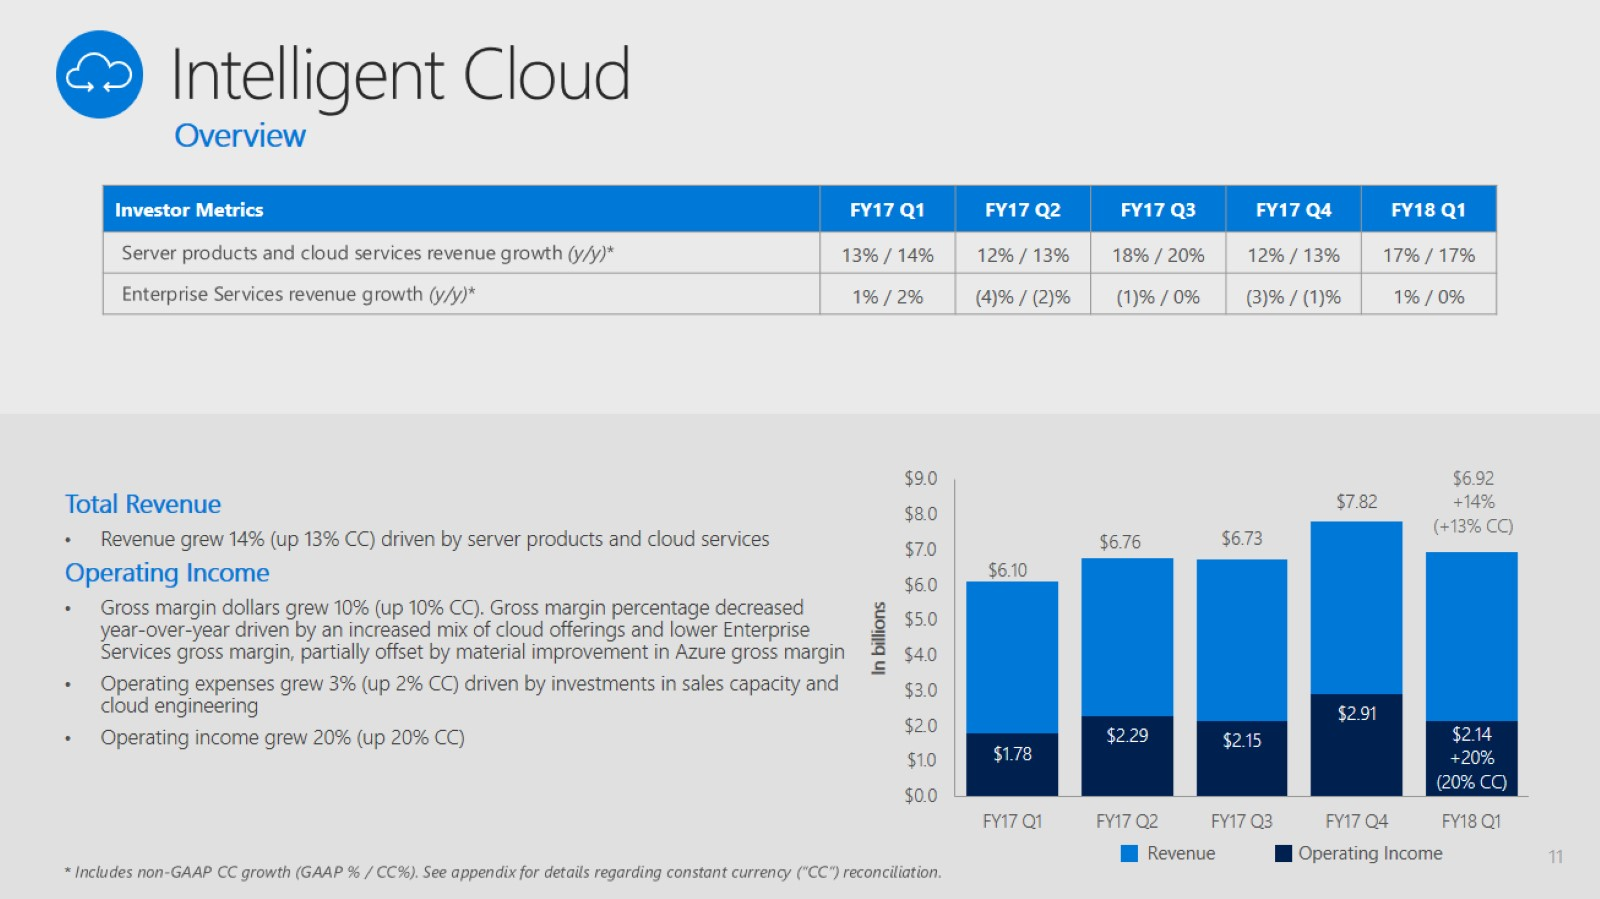 Intelligent Cloud
Overview
Investor Metrics FY17 Q1 FY17 Q2 FY17 Q3 FY17 Q4 FY18 Q1
Server products and cloud services revenue growth (y/y)* 13% / 14% 12% / 13% 18% / 20% 12% / 13% 17% / 17%
Enterprise Services revenue growth (y/y)* 1% / 2% (4)% / (2)% (1)% / 0% (3)% / (1)% 1% / 0%
Total Revenue
• Revenue grew 14% (up 13% CC) driven by server products and cloud services
Operating Income
• Gross margin dollars grew 10% (up 10% CC). Gross margin percentage decreased
year-over-year driven by an increased mix of cloud offerings and lower Enterprise
Services gross margin, partially offset by material improvement in Azure gross margin
• Operating expenses grew 3% (up 2% CC) driven by investments in sales capacity and
cloud engineering
• Operating income grew 20% (up 20% CC)
In billions
$9.0
$8.0
$7.0
$6.0
$5.0
$4.0
$3.0
$2.0
$1.0
$0.0
$6.10
$6.76
$6.73
$7.82
$6.92
+14%
(+13% CC)
$1.78
$2.29
$2.15
$2.91
$2.14
+20%
(20% CC)
FY17 Q1 FY17 Q2 FY17 Q3 FY17 Q4 FY18 Q1
Revenue Operating Income
* Includes non-GAAP CC growth (GAAP % / CC%). See appendix for details regarding constant currency ("CC") reconciliation.
11